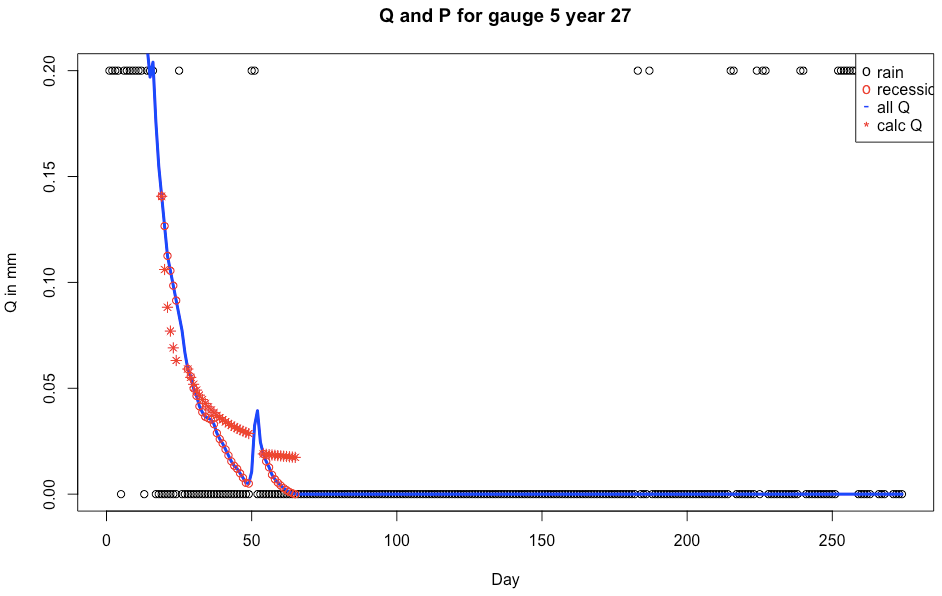 Q and P for gauge 5 year 27
Q in mm
0.20
0.15
0.10
0.05
0.00
o rain
o recessio
- all Q
* calc Q
0 50 100 150 200 250
Day